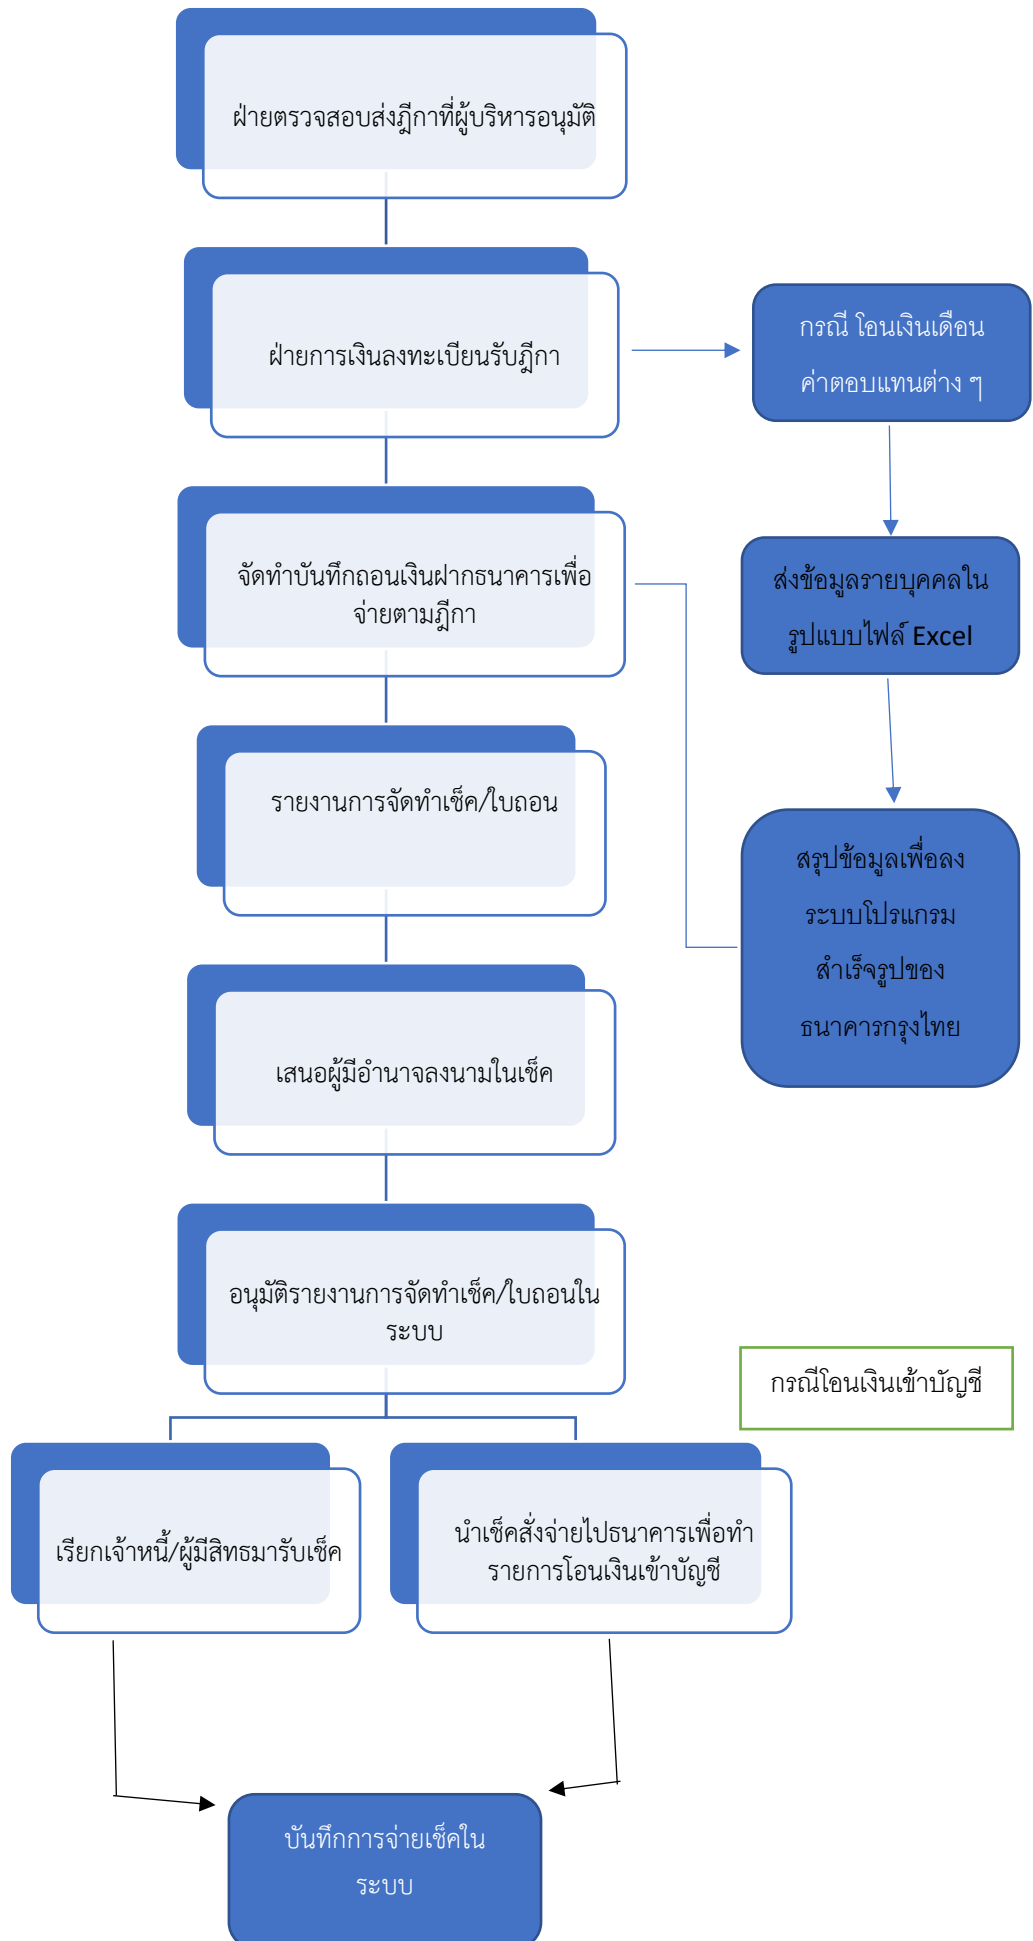 ฝ่ายตรวจสอบส่งฎีกาที่ผู้บริหารอนุมัติ
ฝ่ายการเงินลงทะเบียนรับฎีกา
กรณี โอนเงินเดือน
ค่าตอบแทนต่าง ๆ
จัดทำบันทึกถอนเงินฝากธนาคารเพื่อ
จ่ายตามฎีกา
ส่งข้อมูลรายบุคคลใน
รูปแบบไฟล์ Excel
รายงานการจัดทำเช็ค/ใบถอน
สรุปข้อมูลเพื่อลง
ระบบโปรแกรม
สำเร็จรูปของ
ธนาคารกรุงไทย
เสนอผู้มีอำนาจลงนามในเช็ค
อนุมัติรายงานการจัดทำเช็ค/ใบถอนใน
ระบบ
กรณีโอนเงินเข้าบัญชี
เรียกเจ้าหนี้/ผู้มีสิทธมารับเช็ค
นำเช็คสั่งจ่ายไปธนาคารเพื่อทำ
รายการโอนเงินเข้าบัญชี
บันทึกการจ่ายเช็คใน
ระบบ